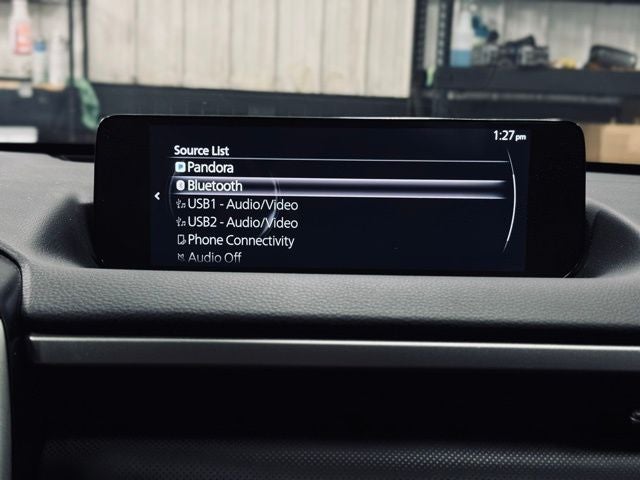 1:27 pm
Source List
Pandora
Bluetooth
USB1 - Audio/Video
USB2 - Audio/Video
Phone Connectivity
Audio Off